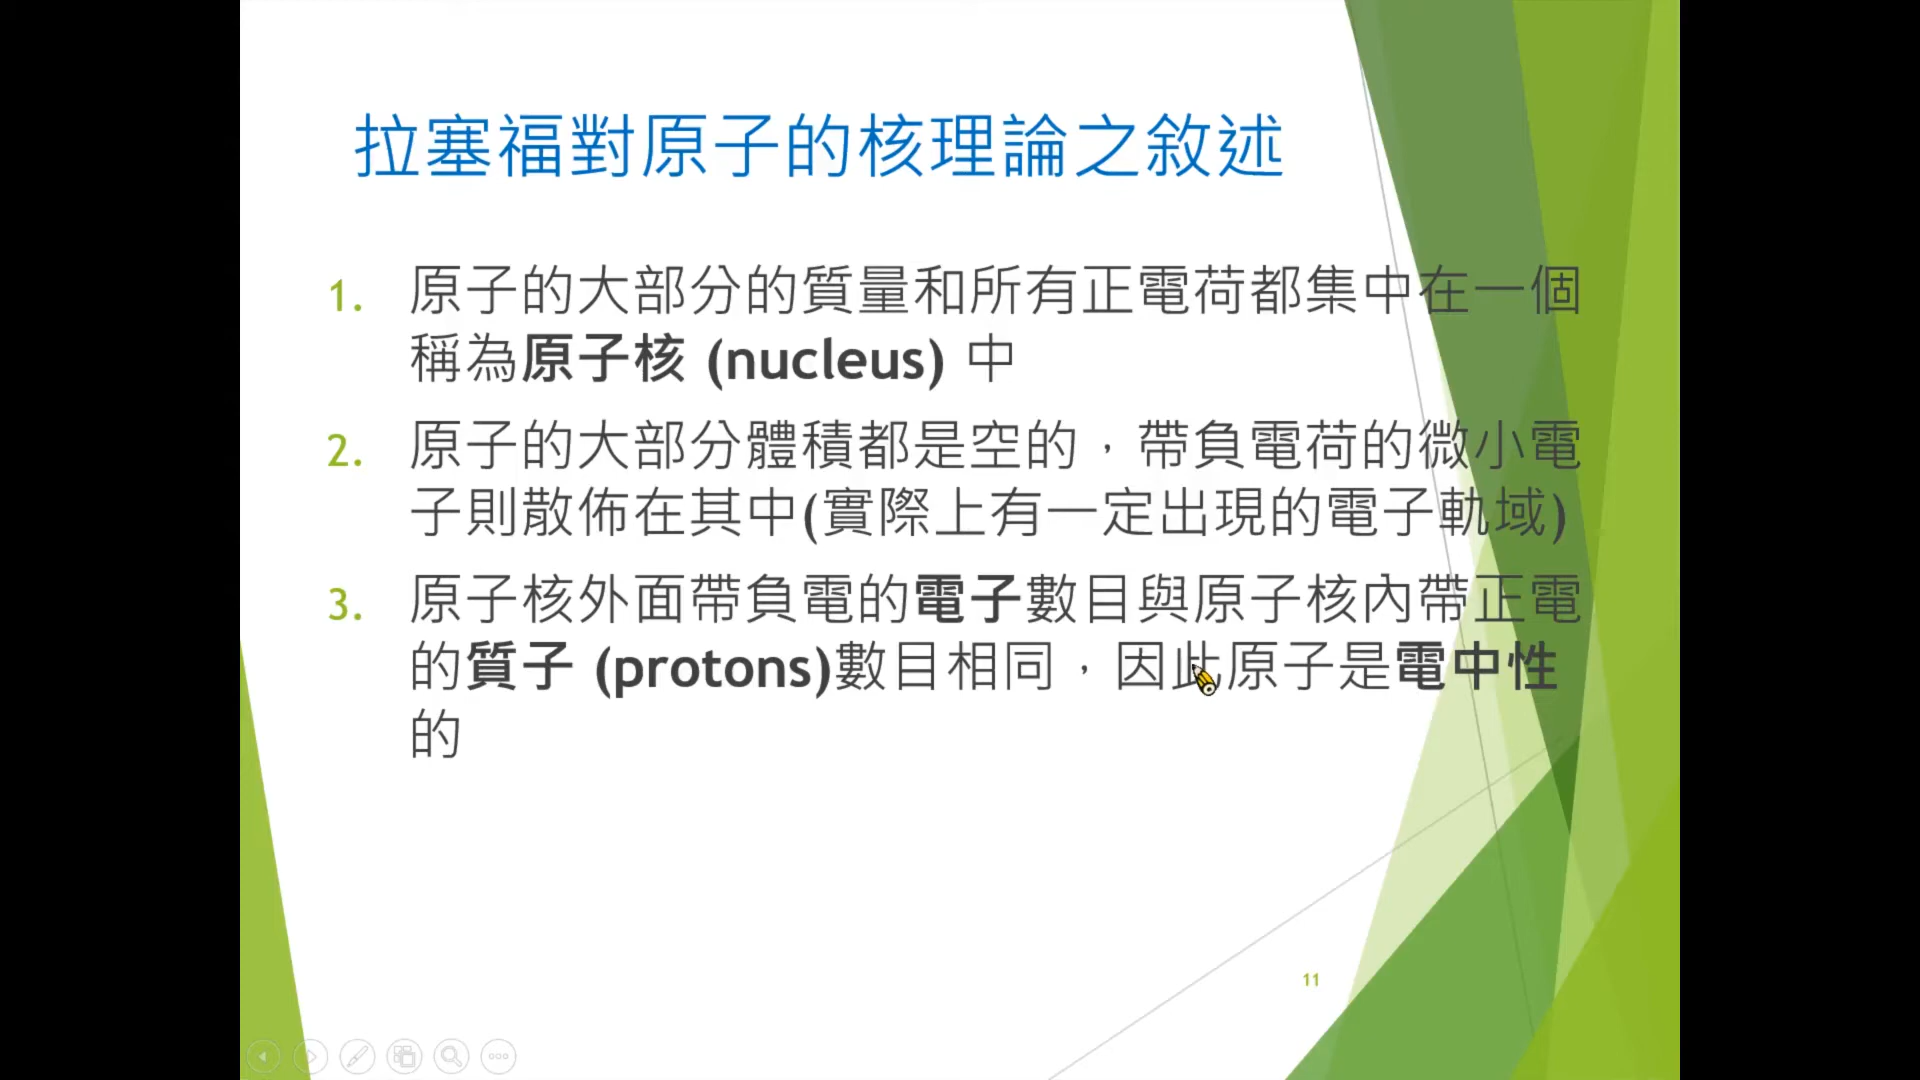 拉塞福對原子的核理論之敘述
1. 原子的大部分的質量和所有正電荷都集中在一個
稱為原子核 (nucleus) 中
2. 原子的大部分體積都是空的，帶負電荷的微小電
子則散佈在其中(實際上有一定出現的電子軌域)
3. 原子核外面帶負電的電子數目與原子核內帶正電
的質子 (protons)數目相同，因此原子是電中性
的
11